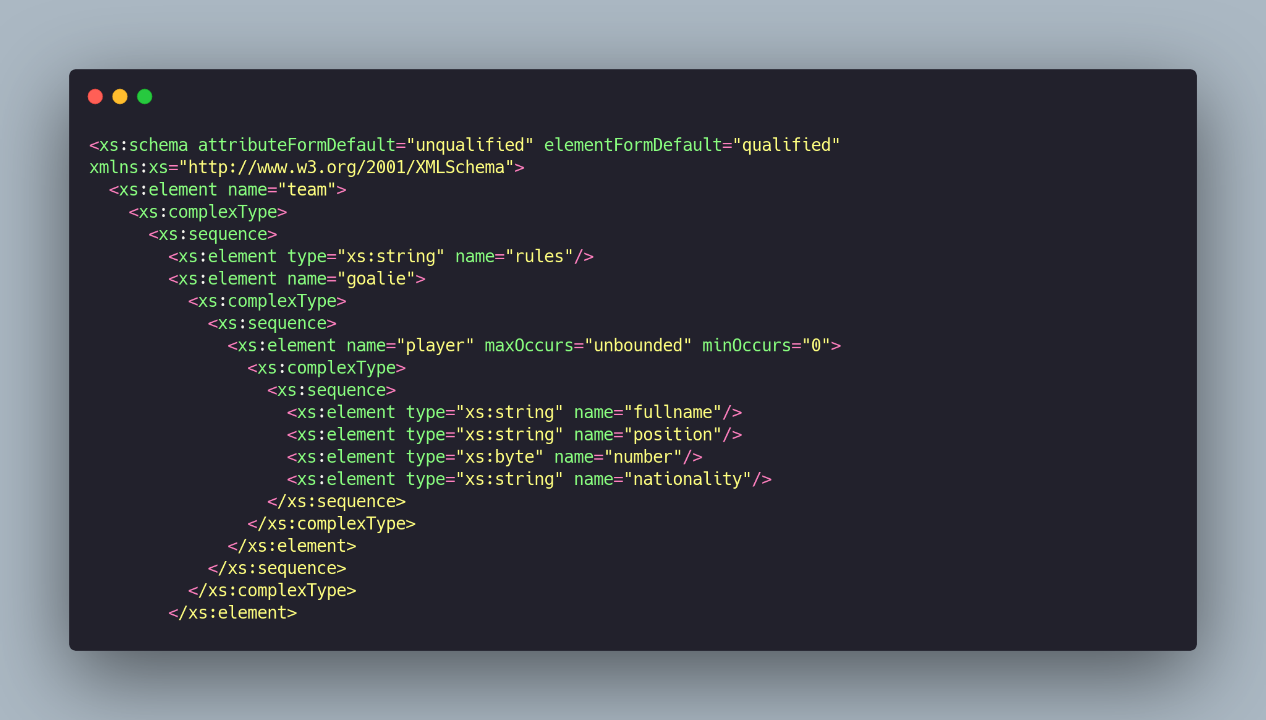 <xs:schema attributeFormDefault="unqualified" elementFormDefault="qualified"
xmlns:xs="http://www.w3.org/2001/XMLSchema">
  <xs:element name="team">
    <xs:complexType>
      <xs:sequence>
        <xs:element type="xs:string" name="rules"/>
        <xs:element name="goalie">
          <xs:complexType>
            <xs:sequence>
              <xs:element name="player" maxOccurs="unbounded" minOccurs="0">
                <xs:complexType>
                  <xs:sequence>
                    <xs:element type="xs:string" name="fullname"/>
                    <xs:element type="xs:string" name="position"/>
                    <xs:element type="xs:byte" name="number"/>
                    <xs:element type="xs:string" name="nationality"/>
                  </xs:sequence>
                </xs:complexType>
              </xs:element>
            </xs:sequence>
          </xs:complexType>
        </xs:element>